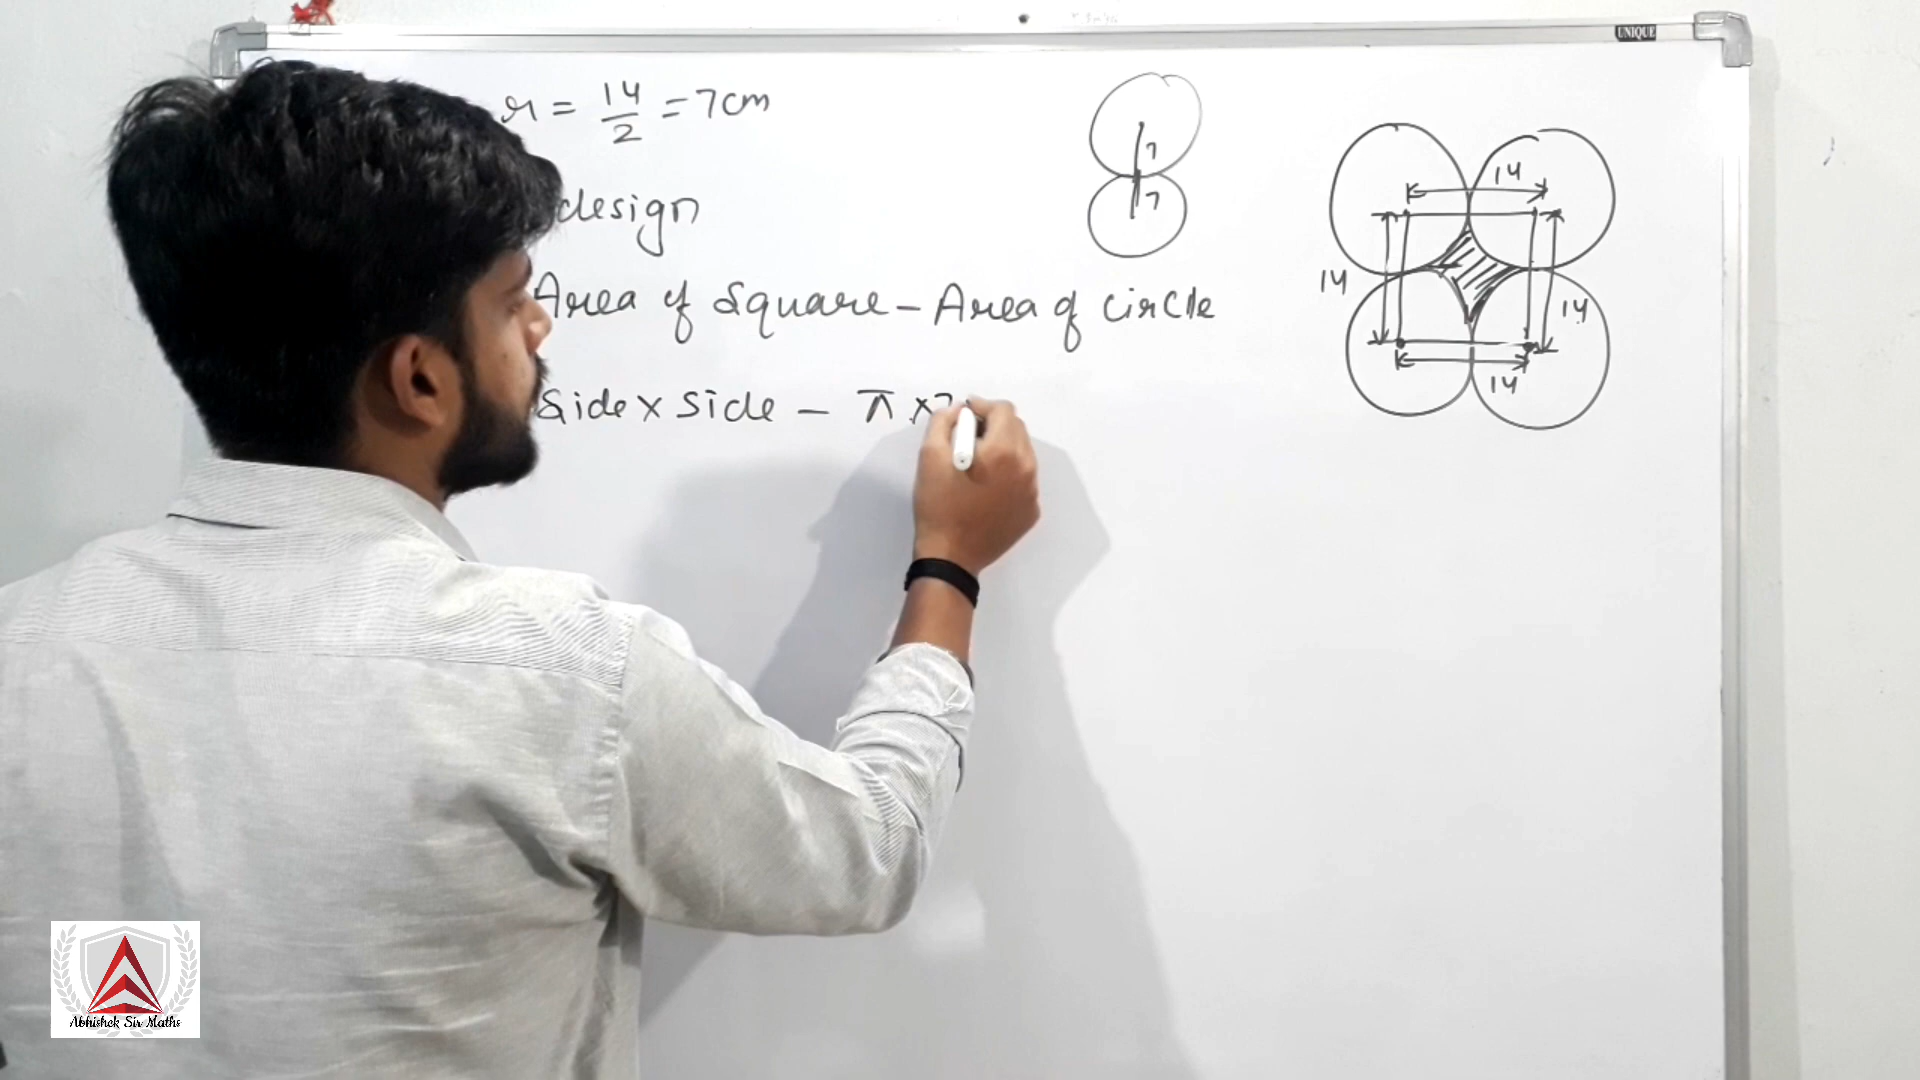 UNIQUE
r = 14/2 = 7cm
design
Area of Square - Area of circle
Side x Side - π x
7
7
14
14
14
14
Abhishek Sir Maths